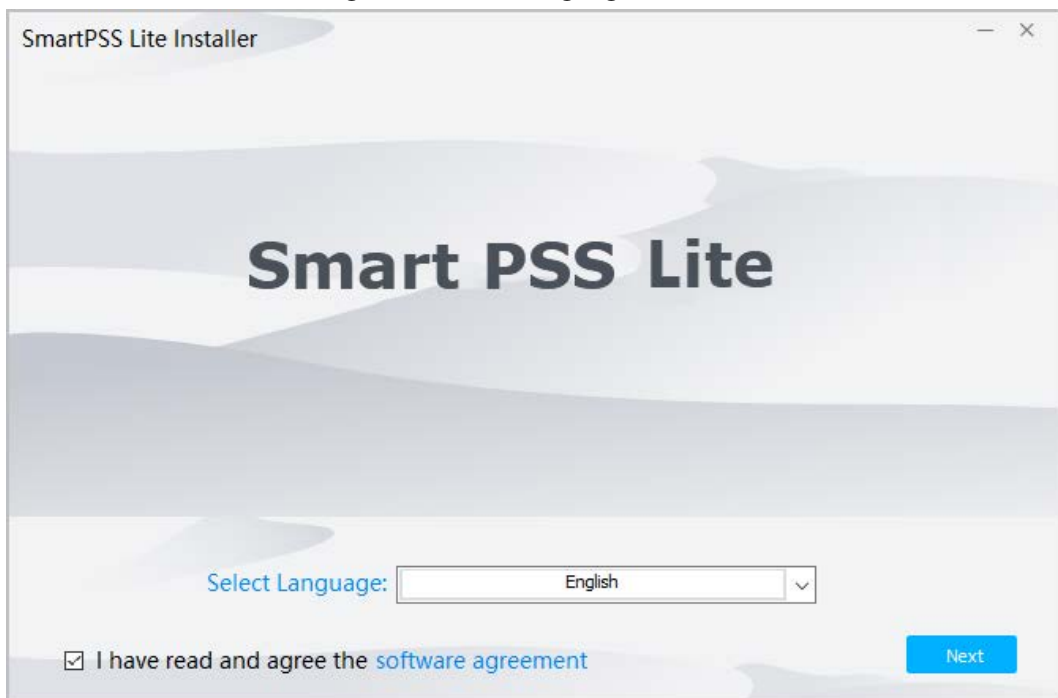 SmartPSS Lite Installer
Smart PSS Lite
Select Language: English
I have read and agree the software agreement
Next